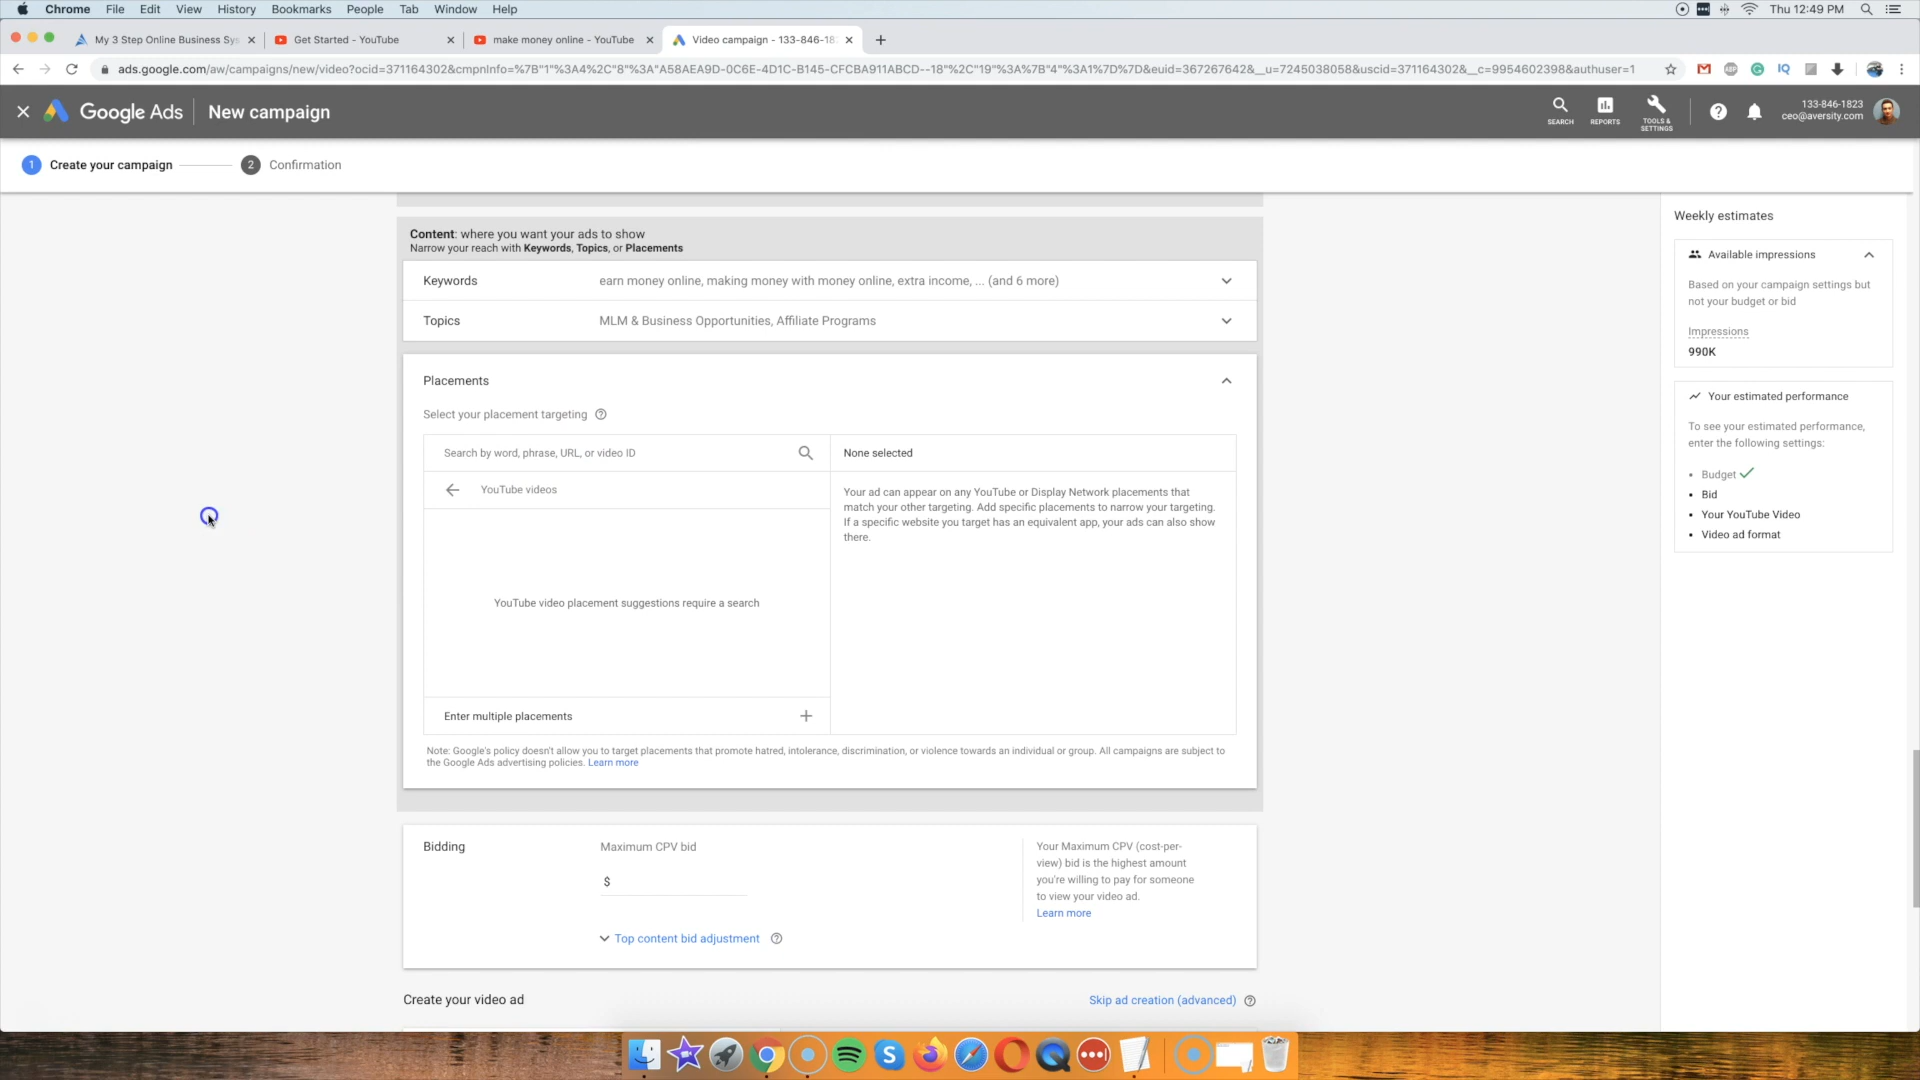 Chrome File Edit View History Bookmarks People Tab Window Help
Thu 12:49 PM
My 3 Step Online Business Sys
Get Started - YouTube
make money online - YouTube
Video campaign - 133-846-18
ads.google.com/aw/campaigns/new/video?ocid=371164302&cmpnInfo=%7B"1"%3A4%2C"8"%3A"A58AEA9D-0C6E-4D1C-B145-CFCBA911ABCD--18"%2C"19"%3A%7B"4"%3A1%7D%7D&euid=367267642&__u=7245038058&uscid=371164302&__c=9954602398&authuser=1
Google Ads New campaign
SEARCH
REPORTS
TOOLS &
SETTINGS
133-846-1823
ceo@aversity.com
1 Create your campaign
2 Confirmation
Content: where you want your ads to show
Narrow your reach with Keywords, Topics, or Placements
Keywords earn money online, making money with money online, extra income, ... (and 6 more)
Topics MLM & Business Opportunities, Affiliate Programs
Placements
Select your placement targeting
Search by word, phrase, URL, or video ID
YouTube videos
YouTube video placement suggestions require a search
Enter multiple placements
None selected
Your ad can appear on any YouTube or Display Network placements that
match your other targeting. Add specific placements to narrow your targeting.
If a specific website you target has an equivalent app, your ads can also show
there.
Note: Google's policy doesn't allow you to target placements that promote hatred, intolerance, discrimination, or violence towards an individual or group. All campaigns are subject to
the Google Ads advertising policies. Learn more
Bidding
Maximum CPV bid
$
Top content bid adjustment
Your Maximum CPV (cost-per-
view) bid is the highest amount
you're willing to pay for someone
to view your video ad.
Learn more
Create your video ad
Skip ad creation (advanced)
Weekly estimates
Available impressions
Based on your campaign settings but
not your budget or bid
Impressions
990K
Your estimated performance
To see your estimated performance,
enter the following settings:
• Budget
• Bid
• Your YouTube Video
• Video ad format